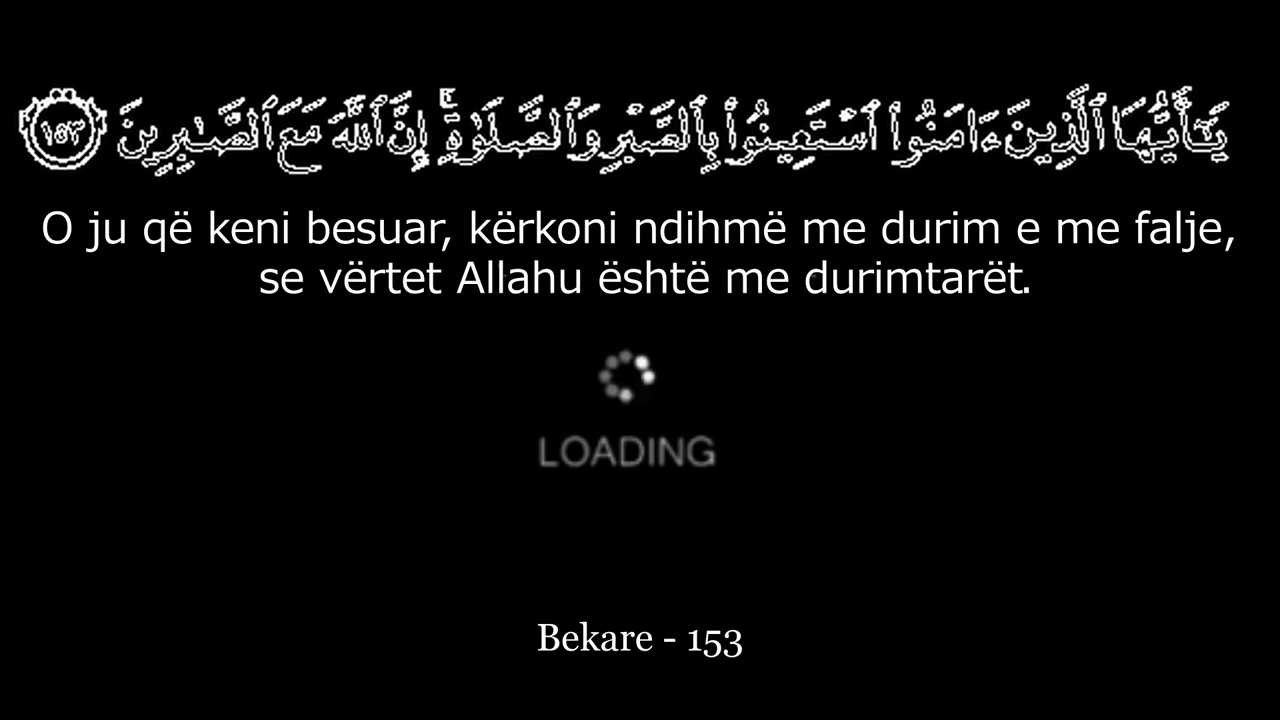 يَـٰٓأَيُّهَا ٱلَّذِينَ ءَامَنُوا۟ ٱسْتَعِينُوا۟ بِٱلصَّبْرِ وَٱلصَّلَوٰةِ ۚ إِنَّ ٱللَّهَ مَعَ ٱلصَّـٰبِرِينَ ١٥٣
O ju që keni besuar, kërkoni ndihmë me durim e me falje,
se vërtet Allahu është me durimtarët.
LOADING
Bekare - 153